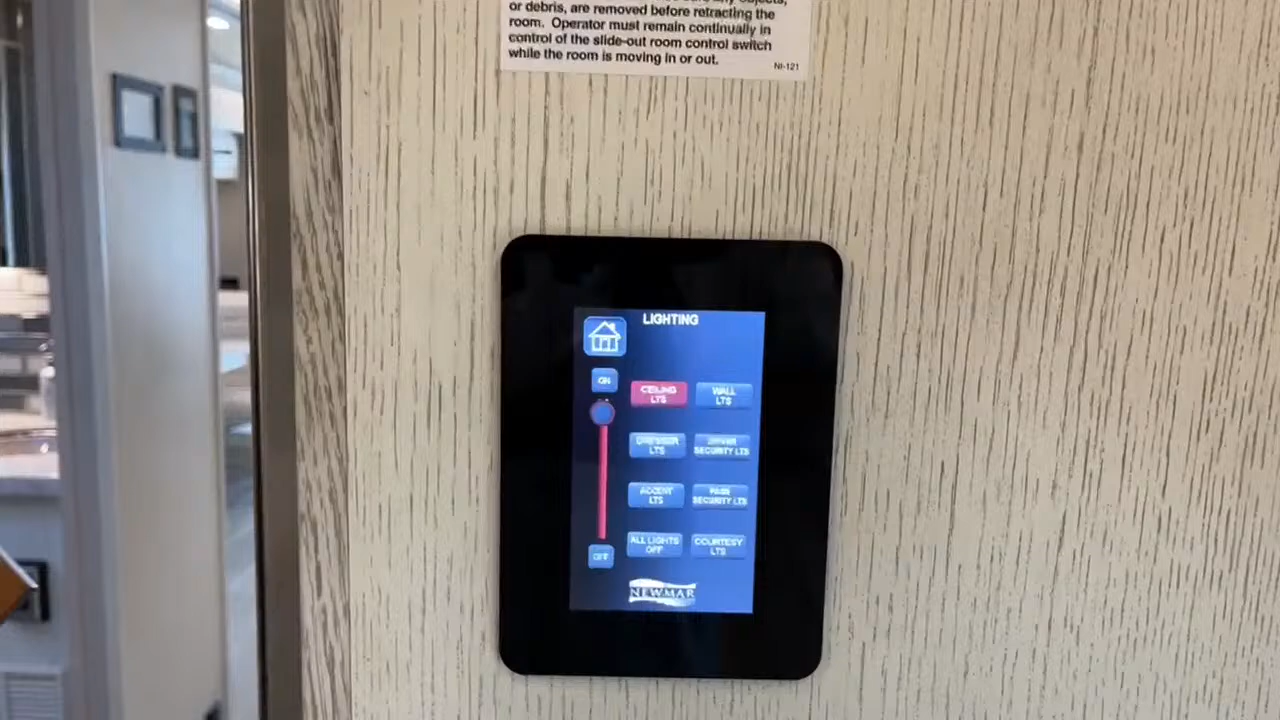 or debris, are removed before retracting the
room. Operator must remain continually in
control of the slide-out room control switch
while the room is moving in or out.
NI-121
LIGHTING
ON
CEILING
LTS
WALL
LTS
DRESSER
LTS
DRIVER
SECURITY LTS
ACCENT
LTS
PASS
SECURITY LTS
ALL LIGHTS
OFF
COURTESY
LTS
OFF
NEWMAR